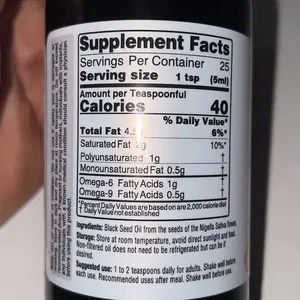 Supplement Facts
Servings Per Container 25
Serving size 1 tsp (5ml)
Amount per Teaspoonful
Calories 40
% Daily Value*
Total Fat 4.5 6%*
Saturated Fat 2g 10%*
Polyunsaturated 1g †
Monounsaturated Fat 0.5g †
Omega-6 Fatty Acids 1g †
Omega-9 Fatty Acids 0.5g †
*Percent Daily Values are based on are 2,000 calorie diet
† Daily Value not established
Ingredients: Black Seed Oil from the seeds of the Nigella Sativa flower.
Storage: Store at room temperature, avoid direct sunlight and heat.
Non-filtered oil does not need to be refrigerated but can be if
desired.
Suggested use: 1 to 2 teaspoons daily for adults. Shake well before
each use. Recommended uses after meal. Shake well before use.